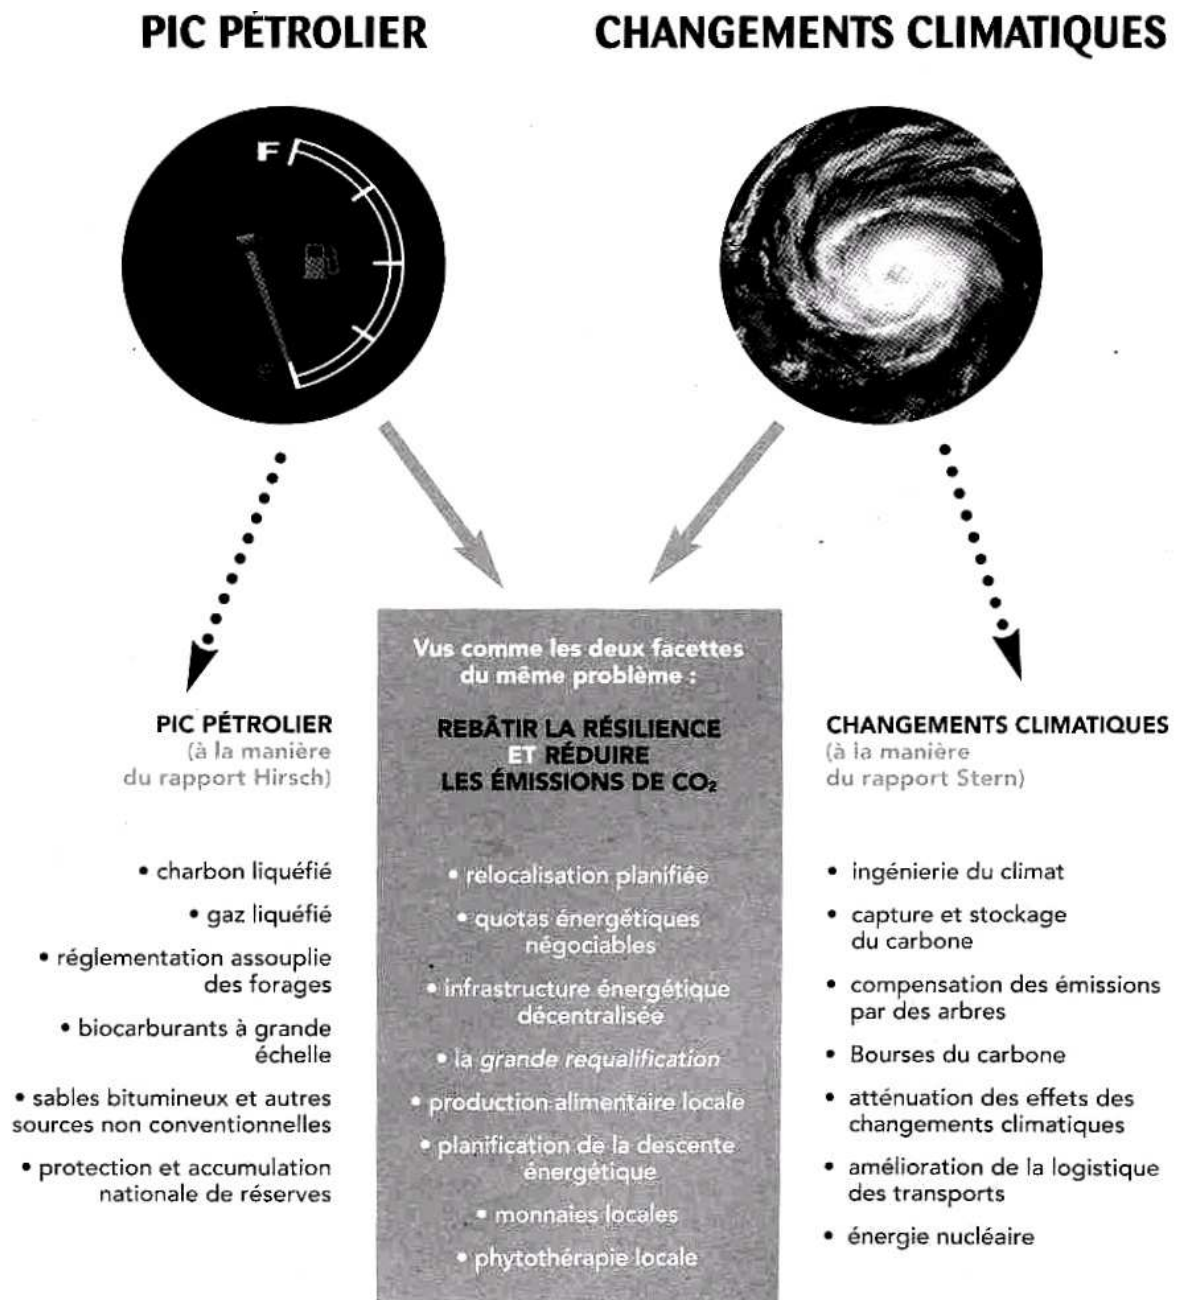 PIC PÉTROLIER
CHANGEMENTS CLIMATIQUES
F
PIC PÉTROLIER
(à la manière
du rapport Hirsch)
• charbon liquéfié
• gaz liquéfié
• réglementation assouplie
des forages
• biocarburants à grande
échelle
• sables bitumineux et autres
sources non conventionnelles
• protection et accumulation
nationale de réserves
Vus comme les deux facettes
du même problème :
REBÂTIR LA RÉSILIENCE
ET RÉDUIRE
LES ÉMISSIONS DE CO₂
• relocalisation planifiée
• quotas énergétiques
négociables
• infrastructure énergétique
décentralisée
• la grande requalification
• production alimentaire locale
• planification de la descente
énergétique
• monnaies locales
• phytothérapie locale
CHANGEMENTS CLIMATIQUES
(à la manière
du rapport Stern)
• ingénierie du climat
• capture et stockage
du carbone
• compensation des émissions
par des arbres
• Bourses du carbone
• atténuation des effets des
changements climatiques
• amélioration de la logistique
des transports
• énergie nucléaire